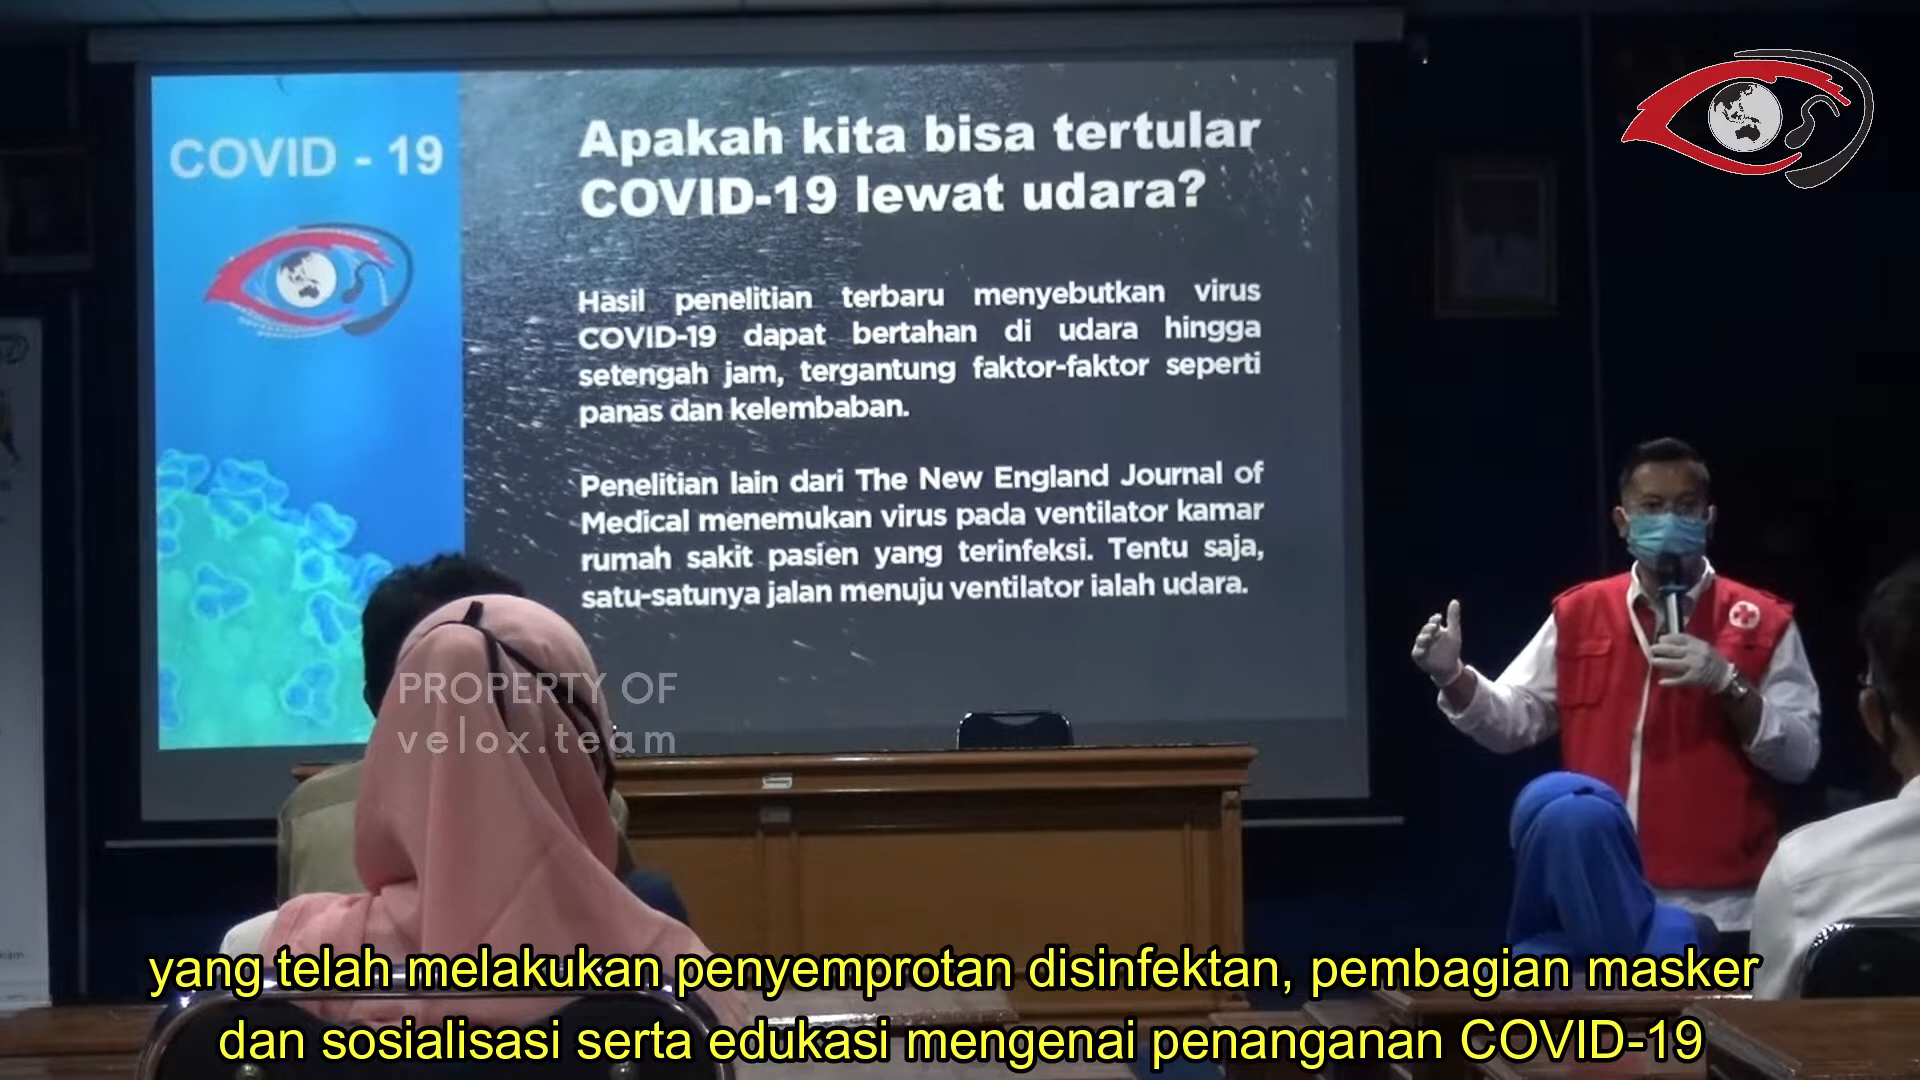 COVID - 19
Apakah kita bisa tertular
COVID-19 lewat udara?
Hasil penelitian terbaru menyebutkan virus
COVID-19 dapat bertahan di udara hingga
setengah jam, tergantung faktor-faktor seperti
panas dan kelembaban.
Penelitian lain dari The New England Journal of
Medical menemukan virus pada ventilator kamar
rumah sakit pasien yang terinfeksi. Tentu saja,
satu-satunya jalan menuju ventilator ialah udara.
PROPERTY OF
velox.team
yang telah melakukan penyemprotan disinfektan, pembagian masker
dan sosialisasi serta edukasi mengenai penanganan COVID-19